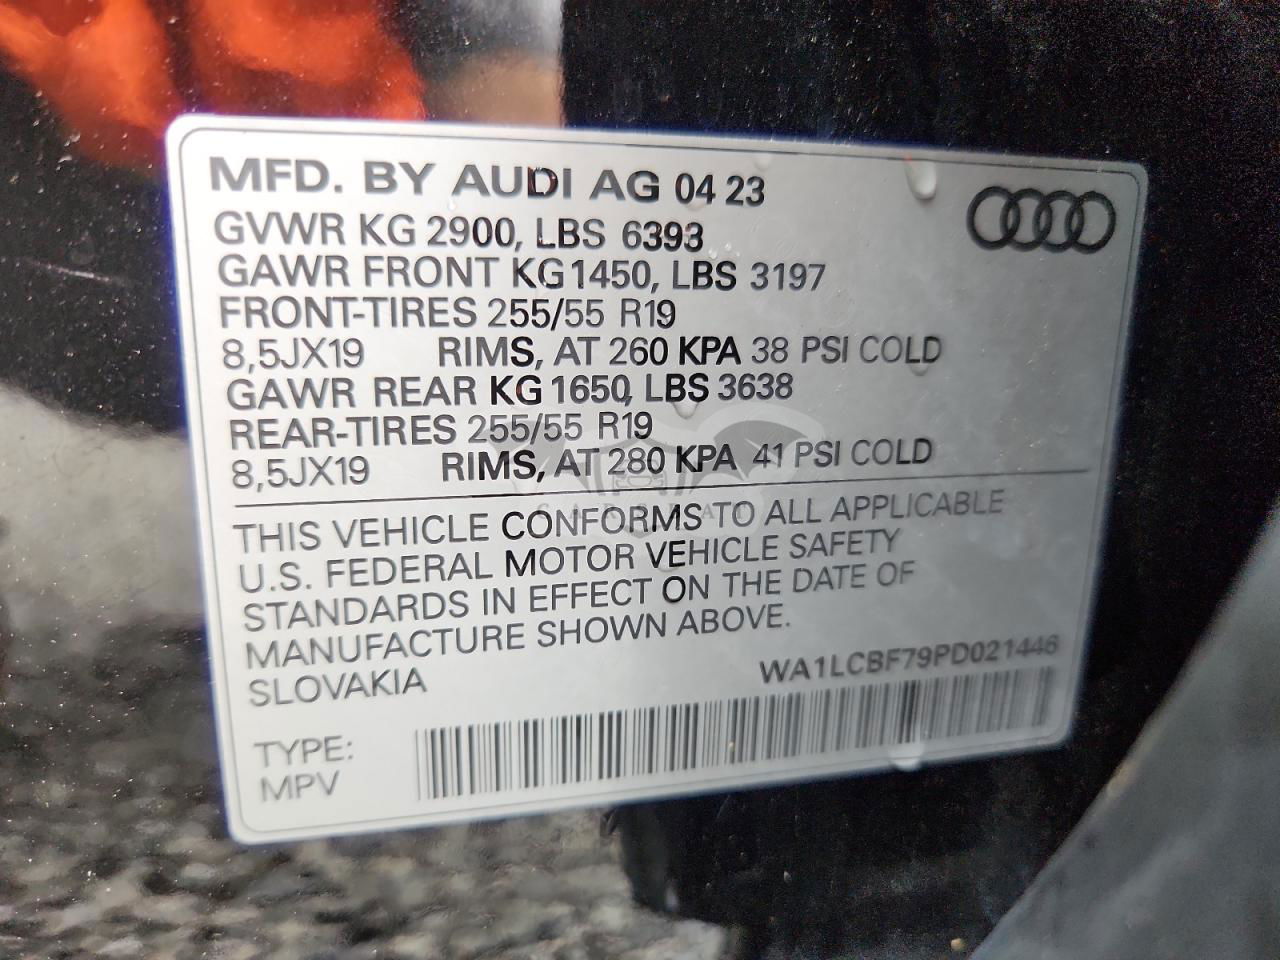 MFD. BY AUDI AG 04 23
GVWR KG 2900, LBS 6393
GAWR FRONT KG 1450, LBS 3197
FRONT-TIRES 255/55 R19
8,5JX19 RIMS, AT 260 KPA 38 PSI COLD
GAWR REAR KG 1650, LBS 3638
REAR-TIRES 255/55 R19
8,5JX19 RIMS, AT 280 KPA 41 PSI COLD
THIS VEHICLE CONFORMS TO ALL APPLICABLE
U.S. FEDERAL MOTOR VEHICLE SAFETY
STANDARDS IN EFFECT ON THE DATE OF
MANUFACTURE SHOWN ABOVE.
SLOVAKIA
WA1LCBF79PD021446
TYPE:
MPV